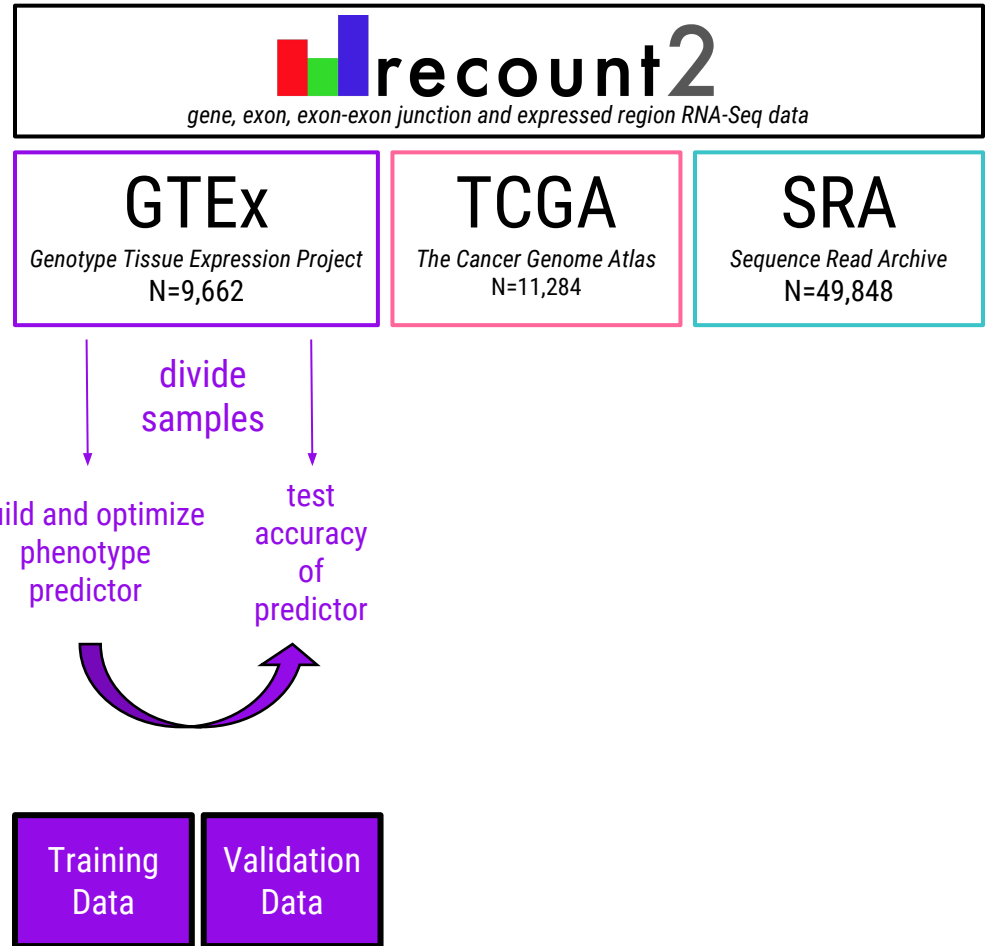 recount2
gene, exon, exon-exon junction and expressed region RNA-Seq data
GTEx
Genotype Tissue Expression Project
N=9,662
TCGA
The Cancer Genome Atlas
N=11,284
SRA
Sequence Read Archive
N=49,848
divide
samples
uild and optimize
phenotype
predictor
test
accuracy
of
predictor
Training
Data
Validation
Data